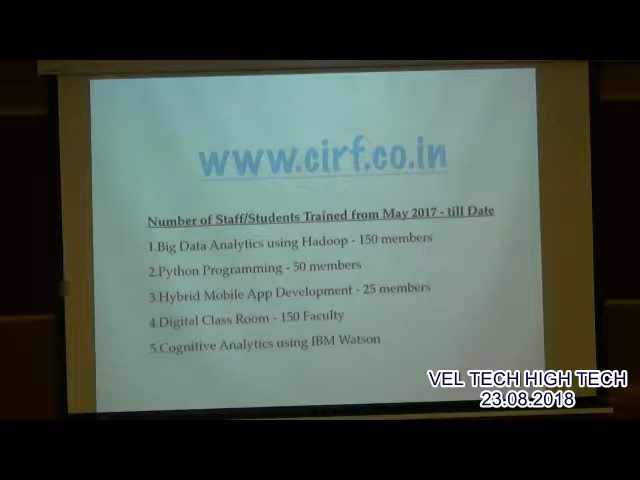 www.cirf.co.in
Number of Staff/Students Trained from May 2017 - till Date
1.Big Data Analytics using Hadoop - 150 members
2.Python Programming - 50 members
3.Hybrid Mobile App Development - 25 members
4.Digital Class Room - 150 Faculty
5.Cognitive Analytics using IBM Watson
VEL TECH HIGH TECH
23.08.2018